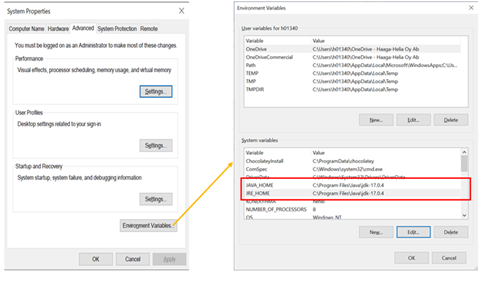 System Properties
Computer Name Hardware Advanced System Protection Remote
You must be logged on as an Administrator to make most of these changes.
Performance
Visual effects, processor scheduling, memory usage, and virtual memory
Settings...
User Profiles
Desktop settings related to your sign-in
Settings...
Startup and Recovery
System startup, system failure, and debugging information
Settings...
Environment Variables...
OK Cancel Apply
Environment Variables
User variables for h01340
Variable Value
OneDrive C:\Users\h01340\OneDrive - Haaga-Helia Oy Ab
OneDriveCommercial C:\Users\h01340\OneDrive - Haaga-Helia Oy Ab
Path C:\Users\h01340\AppData\Local\Microsoft\WindowsApps;C:\Us...
TEMP C:\Users\h01340\AppData\Local\Temp
TMP C:\Users\h01340\AppData\Local\Temp
TMPDIR C:\Users\h01340\AppData\Local\Temp
New... Edit... Delete
System variables
Variable Value
ChocolateyInstall C:\ProgramData\chocolatey
ComSpec C:\Windows\system32\cmd.exe
DriverData C:\Windows\System32\Drivers\DriverData
JAVA_HOME C:\Program Files\Java\jdk-17.0.4
JRE_HOME C:\Program Files\Java\jdk-17.0.4
NUMBER_OF_PROCESSORS 8
OS Windows_NT
New... Edit... Delete
OK Cancel